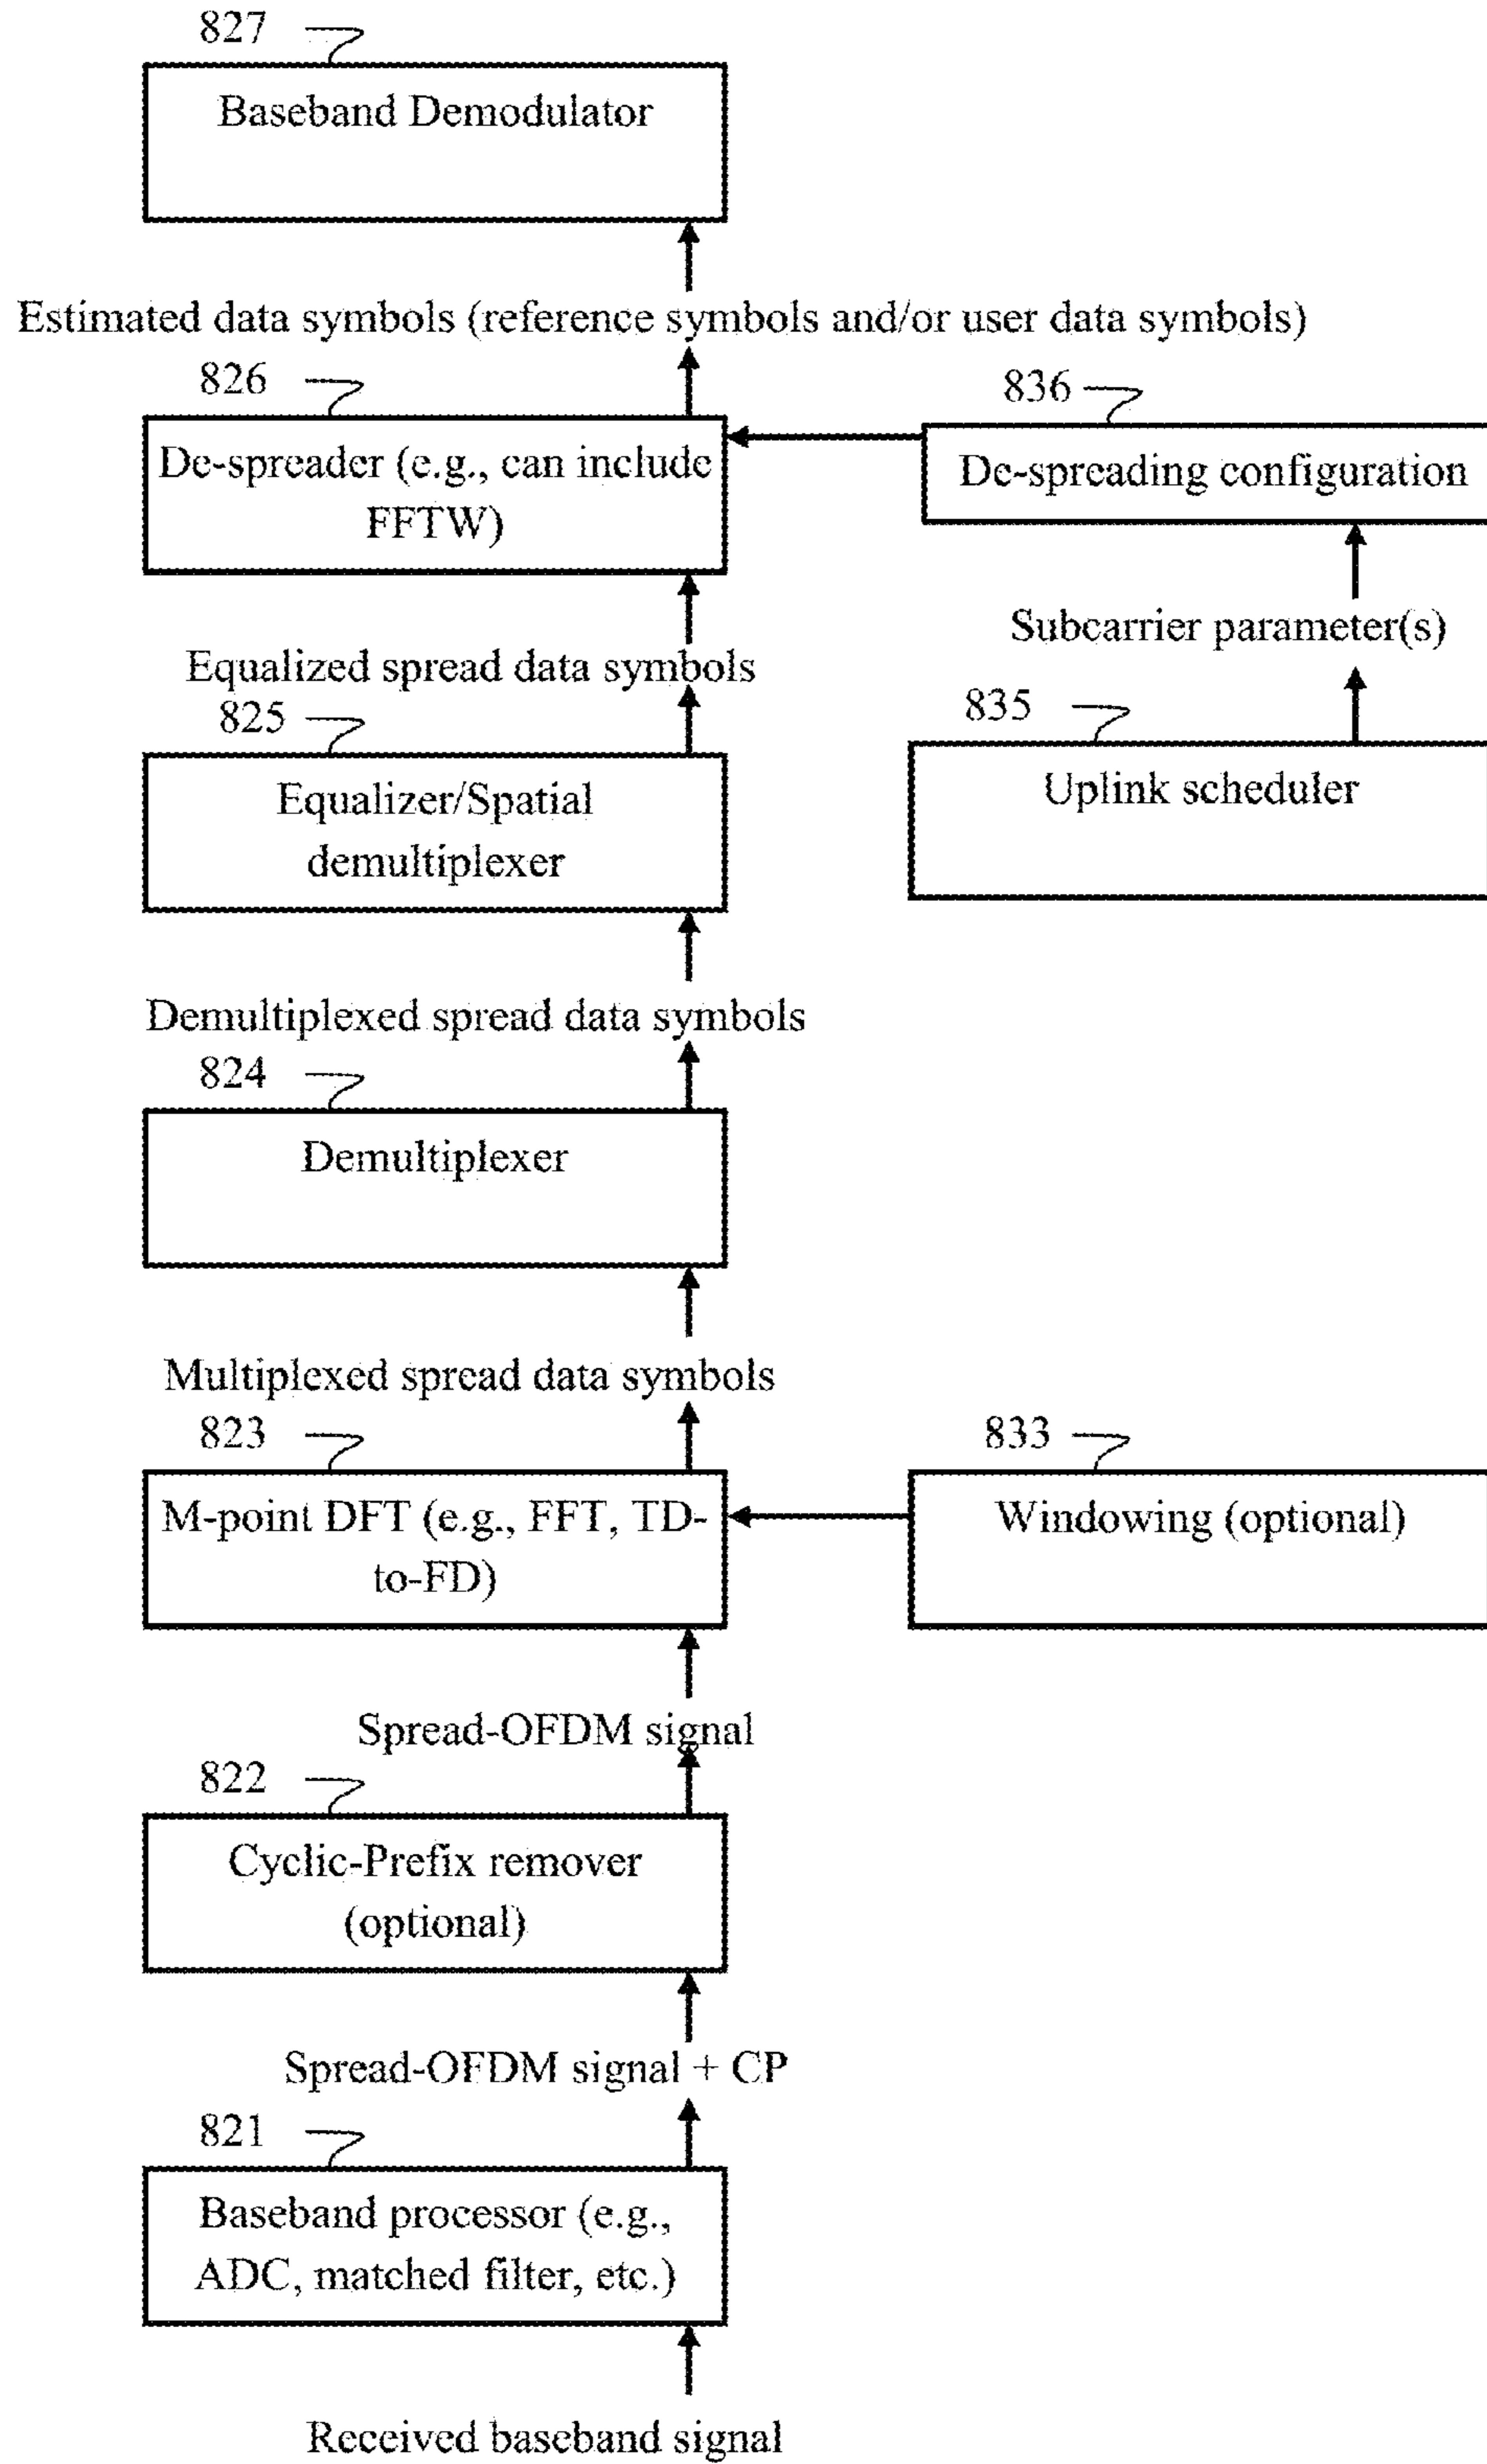 827
Baseband Demodulator
Estimated data symbols (reference symbols and/or user data symbols)
826
De-spreader (e.g., can include
FFTW)
836
De-spreading configuration
Subcarrier parameter(s)
Equalized spread data symbols
825
Equalizer/Spatial
demultiplexer
835
Uplink scheduler
Demultiplexed spread data symbols
824
Demultiplexer
Multiplexed spread data symbols
823
M-point DFT (e.g., FFT, TD-
to-FD)
833
Windowing (optional)
Spread-OFDM signal
822
Cyclic-Prefix remover
(optional)
Spread-OFDM signal + CP
821
Baseband processor (e.g.,
ADC, matched filter, etc.)
Received baseband signal